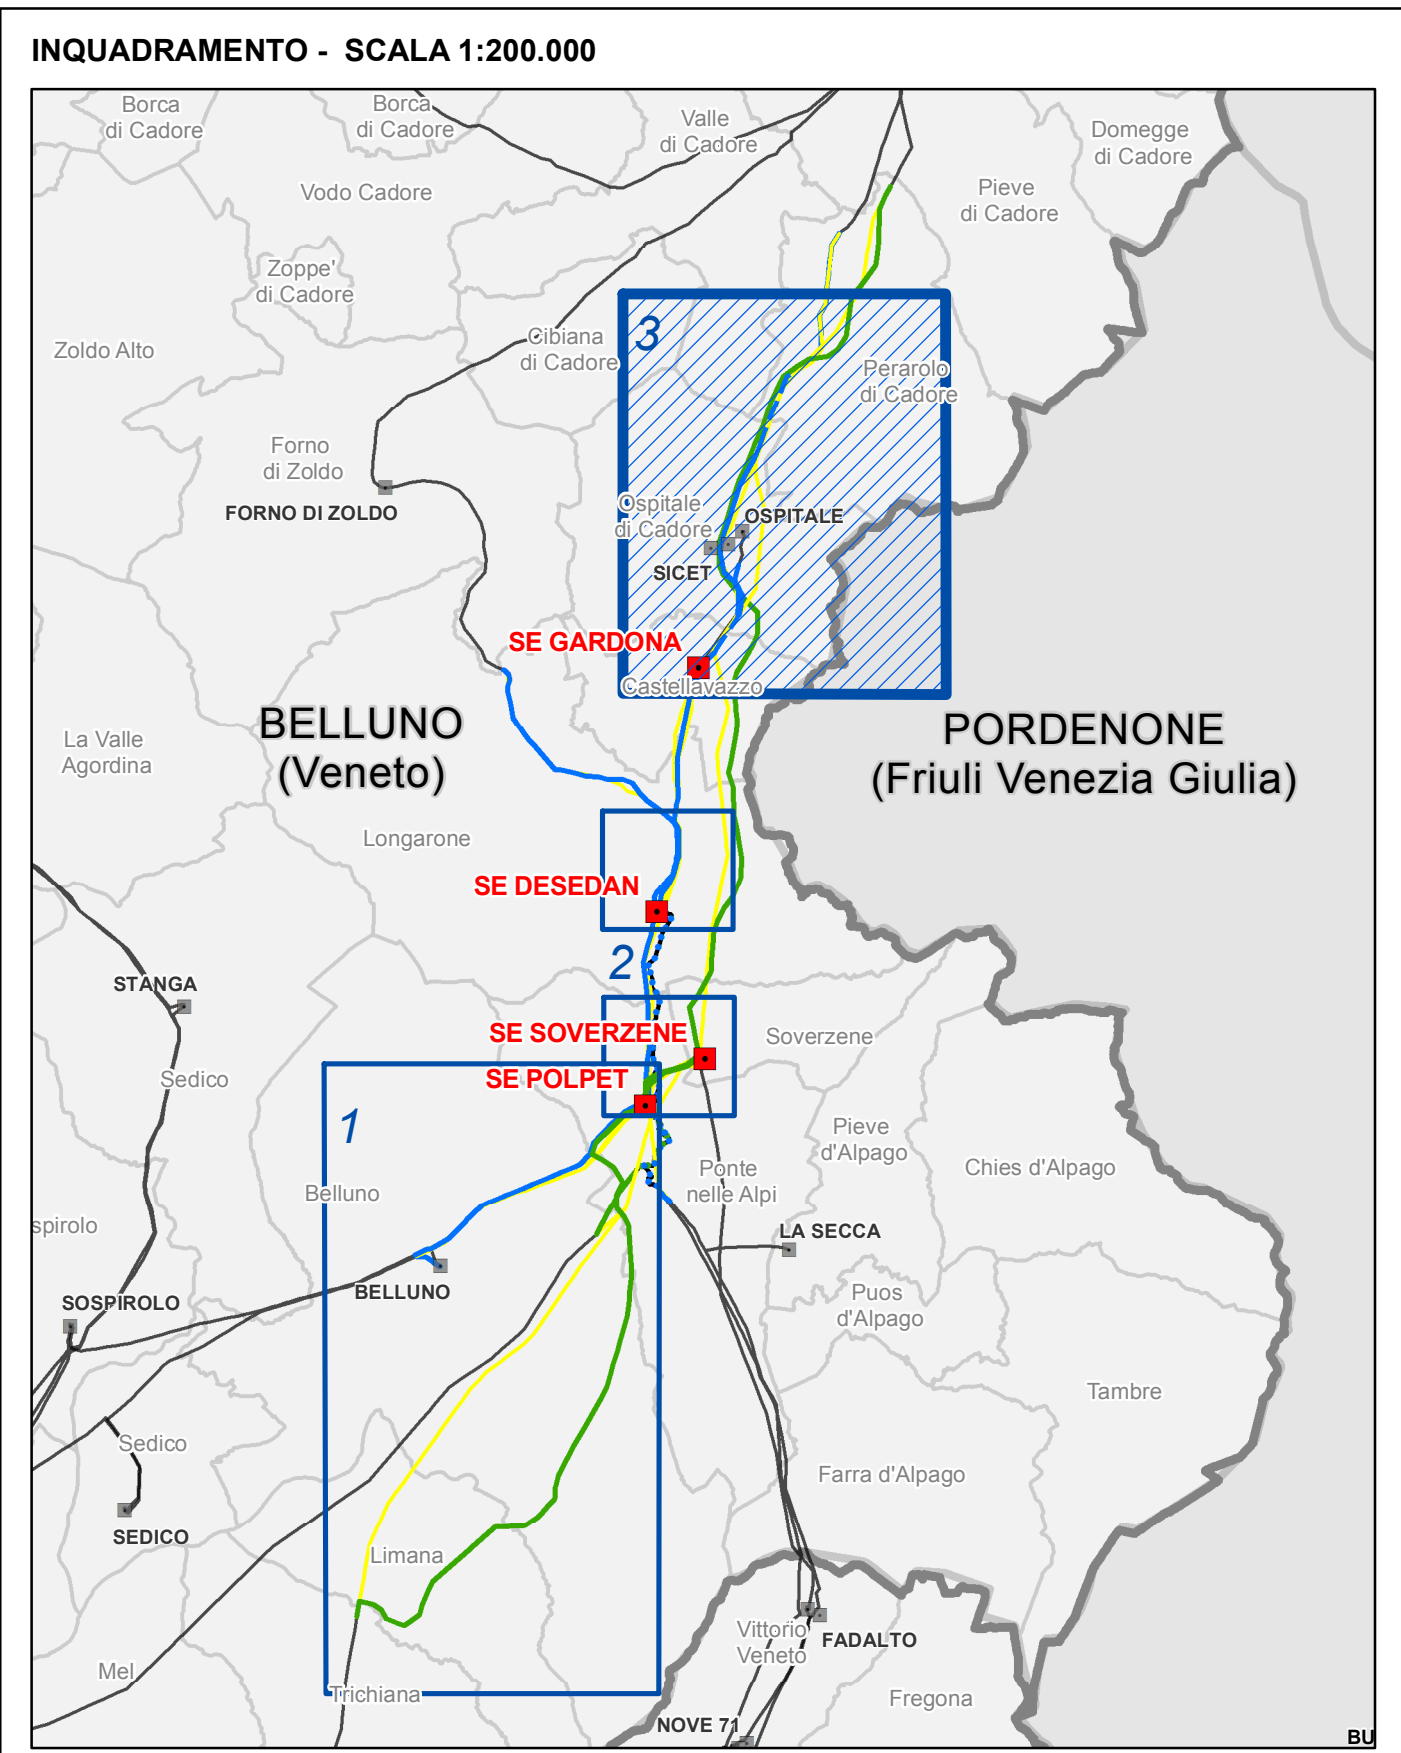 INQUADRAMENTO - SCALA 1:200.000
Borca
di Cadore
Borca
di Cadore
Valle
di Cadore
Domegge
di Cadore
Vodo Cadore
Pieve
di Cadore
Zoppe'
di Cadore
Zoldo Alto
Cibiana
di Cadore
3
Perarolo
di Cadore
Forno
di Zoldo
FORNO DI ZOLDO
Ospitale
di Cadore
OSPITALE
SICET
SE GARDONA
Castellavazzo
BELLUNO
(Veneto)
PORDENONE
(Friuli Venezia Giulia)
La Valle
Agordina
Longarone
SE DESEDAN
2
STANGA
SE SOVERZENE
Soverzene
SE POLPET
Sedico
1
Pieve
d'Alpago
Chies d'Alpago
Ponte
nelle Alpi
Belluno
spirolo
LA SECCA
BELLUNO
SOSPIROLO
Puos
d'Alpago
Tambre
Sedico
Farra d'Alpago
SEDICO
Limana
Vittorio
Veneto
FADALTO
Mel
Trichiana
Fregona
NOVE 71
BU